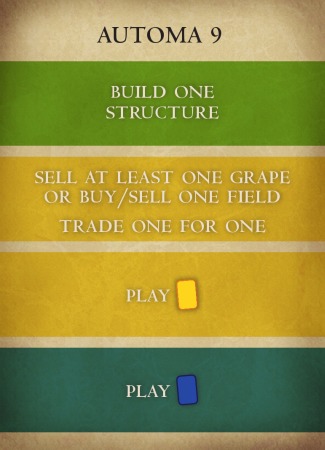 AUTOMA 9
BUILD ONE
STRUCTURE
SELL AT LEAST ONE GRAPE
OR BUY/SELL ONE FIELD
TRADE ONE FOR ONE
PLAY
PLAY